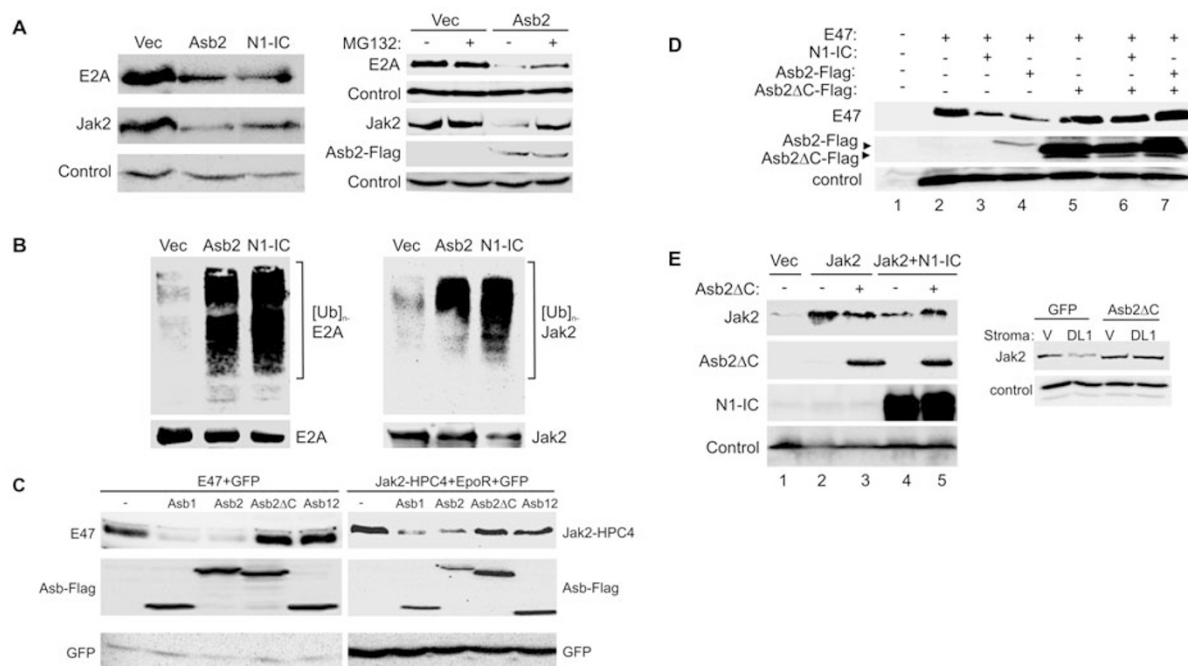 A
Vec Asb2 N1-IC
E2A
Jak2
Control
Vec Asb2
MG132: - + - +
E2A
Control
Jak2
Asb2-Flag
Control
B
Vec Asb2 N1-IC
[Ub]n-
E2A
E2A
Vec Asb2 N1-IC
[Ub]n-
Jak2
Jak2
C
E47+GFP
- Asb1 Asb2 Asb2ΔC Asb12
E47
Asb-Flag
GFP
Jak2-HPC4+EpoR+GFP
- Asb1 Asb2 Asb2ΔC Asb12
Jak2-HPC4
Asb-Flag
GFP
D
E47: - + + + + + +
N1-IC: - - + - - + -
Asb2-Flag: - - - + - - +
Asb2ΔC-Flag: - - - - + + +
E47
Asb2-Flag
Asb2ΔC-Flag
control
1 2 3 4 5 6 7
E
Vec Jak2 Jak2+N1-IC
Asb2ΔC: - - + - +
Jak2
Asb2ΔC
N1-IC
Control
1 2 3 4 5
GFP Asb2ΔC
Stroma: V DL1 V DL1
Jak2
control